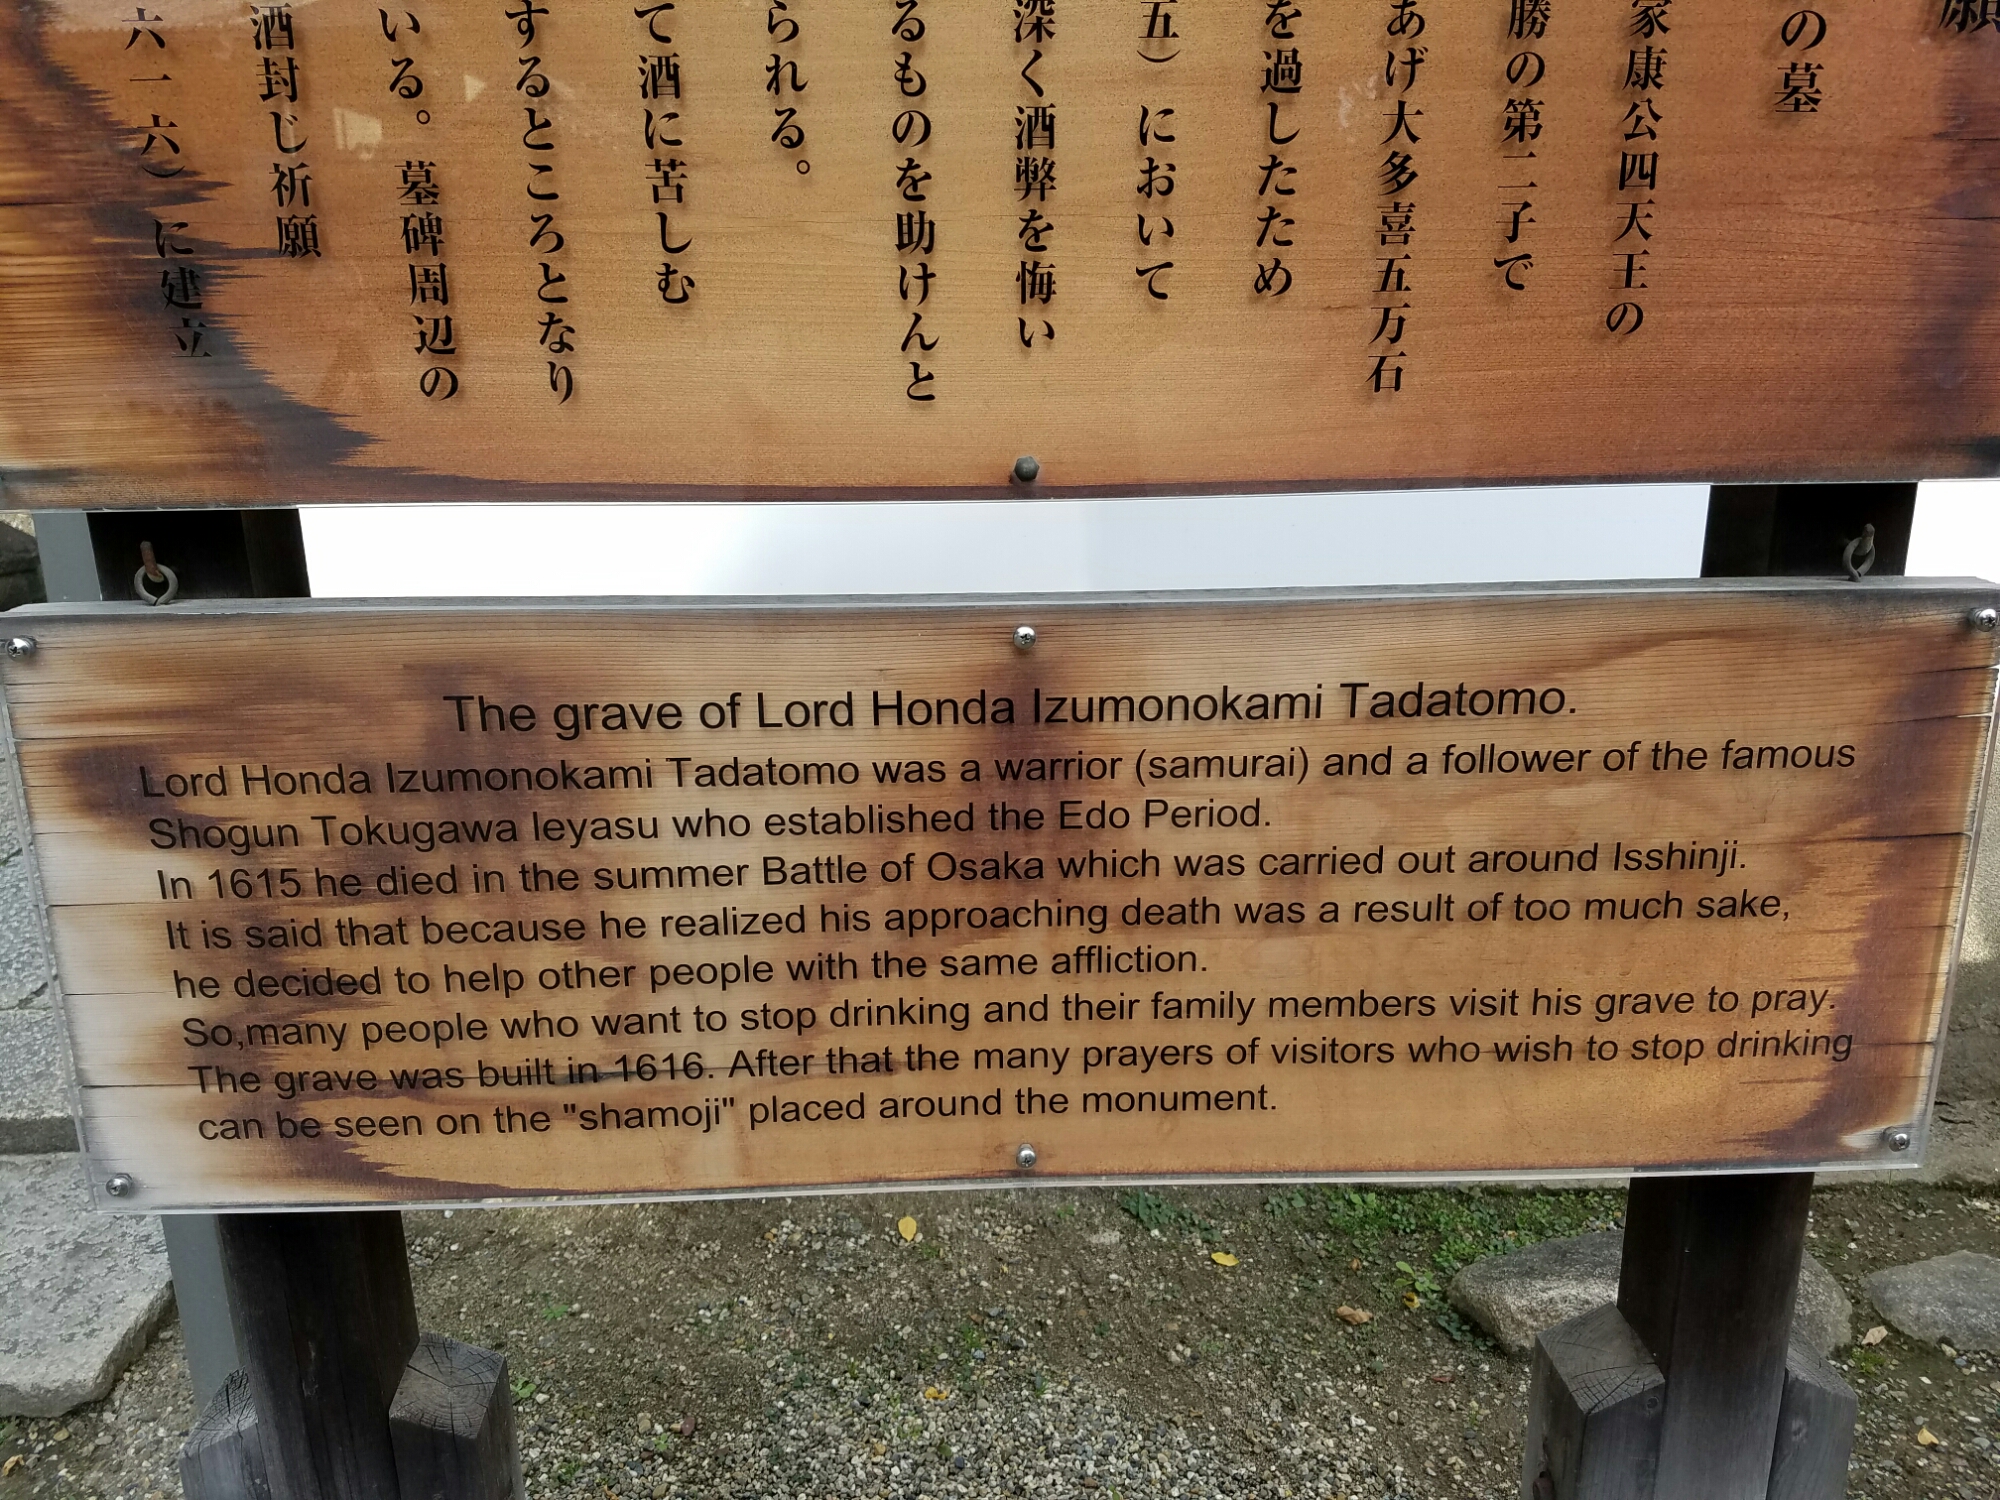 願
の墓
家康公四天王の
勝の第二子で
あげ大多喜五万石
を過したため
五）において
深く酒弊を悔い
るものを助けんと
られる。
て酒に苦しむ
するところとなり
いる。墓碑周辺の
酒封じ祈願
六一六）に建立
The grave of Lord Honda Izumonokami Tadatomo.
Lord Honda Izumonokami Tadatomo was a warrior (samurai) and a follower of the famous
Shogun Tokugawa Ieyasu who established the Edo Period.
In 1615 he died in the summer Battle of Osaka which was carried out around Isshinji.
It is said that because he realized his approaching death was a result of too much sake,
he decided to help other people with the same affliction.
So,many people who want to stop drinking and their family members visit his grave to pray.
The grave was built in 1616. After that the many prayers of visitors who wish to stop drinking
can be seen on the "shamoji" placed around the monument.